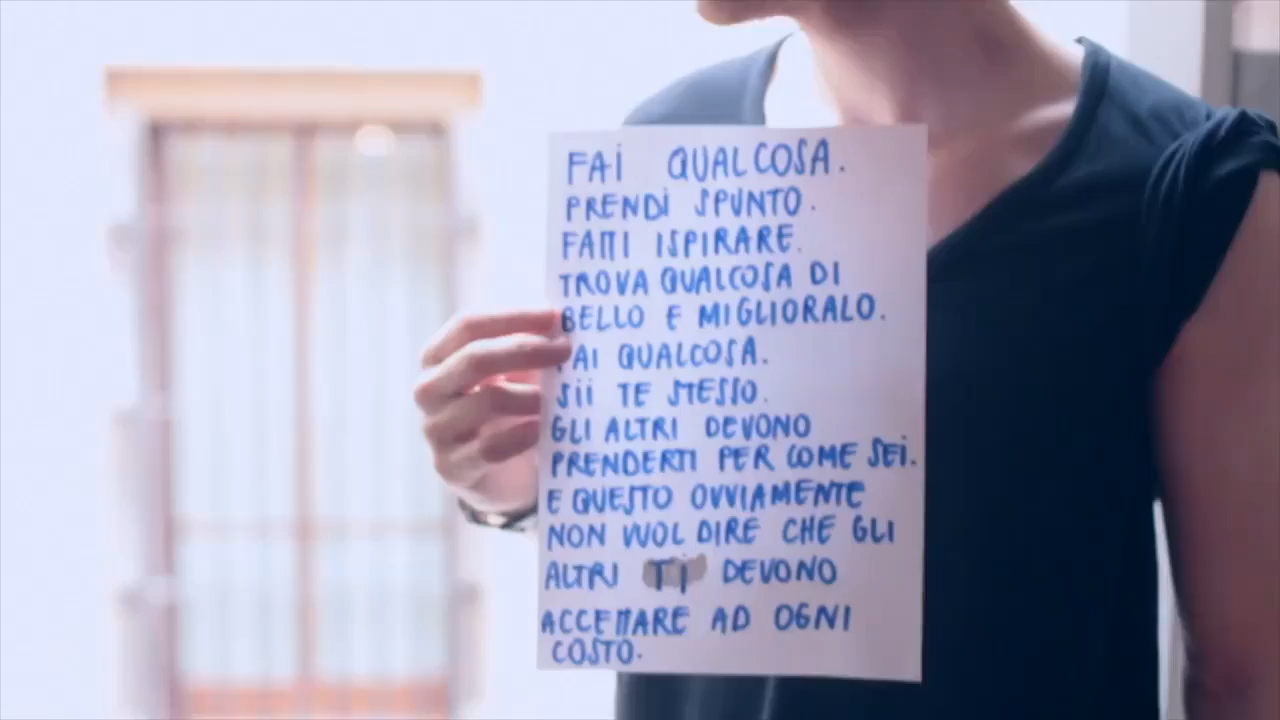 FAI QUALCOSA.
PRENDI SPUNTO.
FATTI ISPIRARE.
TROVA QUALCOSA DI
BELLO E MIGLIORALO.
FAI QUALCOSA.
SII TE STESSO.
GLI ALTRI DEVONO
PRENDERTI PER COME SEI.
E QUESTO OVVIAMENTE
NON VUOL DIRE CHE GLI
ALTRI TI DEVONO
ACCETTARE AD OGNI
COSTO.